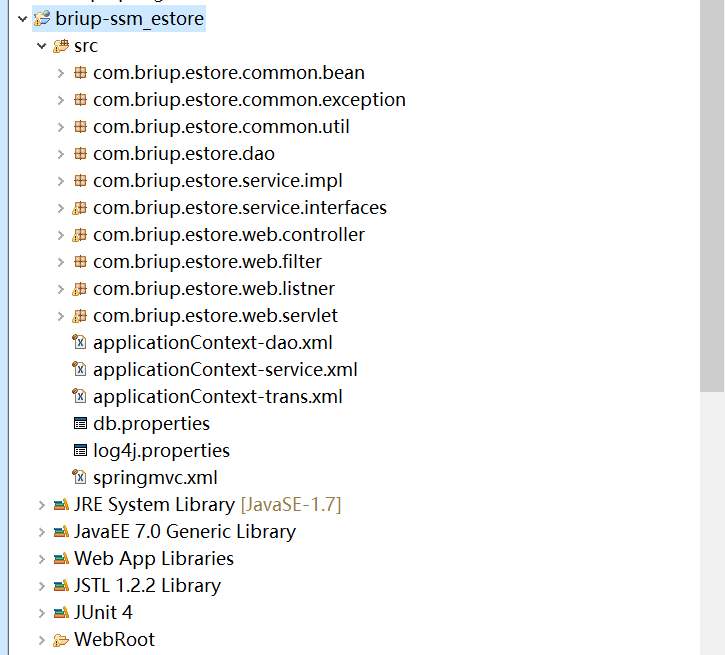 briup-ssm_estore
src
com.briup.estore.common.bean
com.briup.estore.common.exception
com.briup.estore.common.util
com.briup.estore.dao
com.briup.estore.service.impl
com.briup.estore.service.interfaces
com.briup.estore.web.controller
com.briup.estore.web.filter
com.briup.estore.web.listner
com.briup.estore.web.servlet
applicationContext-dao.xml
applicationContext-service.xml
applicationContext-trans.xml
db.properties
log4j.properties
springmvc.xml
JRE System Library [JavaSE-1.7]
JavaEE 7.0 Generic Library
Web App Libraries
JSTL 1.2.2 Library
JUnit 4
WebRoot